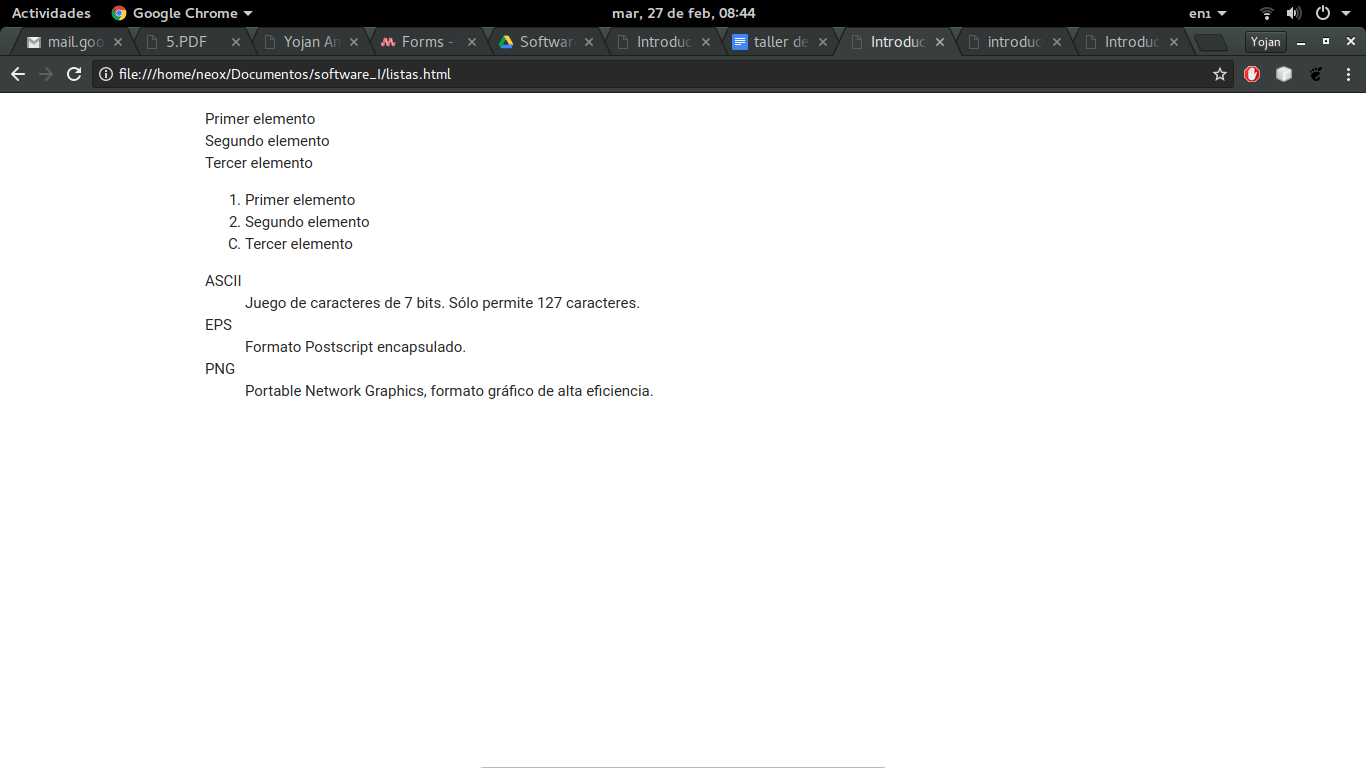 Actividades Google Chrome mar, 27 de feb, 08:44 en1
mail.goo 5.PDF Yojan An Forms - Softwar Introduc taller de Introduc introduc Introduc Yojan
file:///home/neox/Documentos/software_I/listas.html
Primer elemento
Segundo elemento
Tercer elemento
1. Primer elemento
2. Segundo elemento
C. Tercer elemento
ASCII
Juego de caracteres de 7 bits. Sólo permite 127 caracteres.
EPS
Formato Postscript encapsulado.
PNG
Portable Network Graphics, formato gráfico de alta eficiencia.